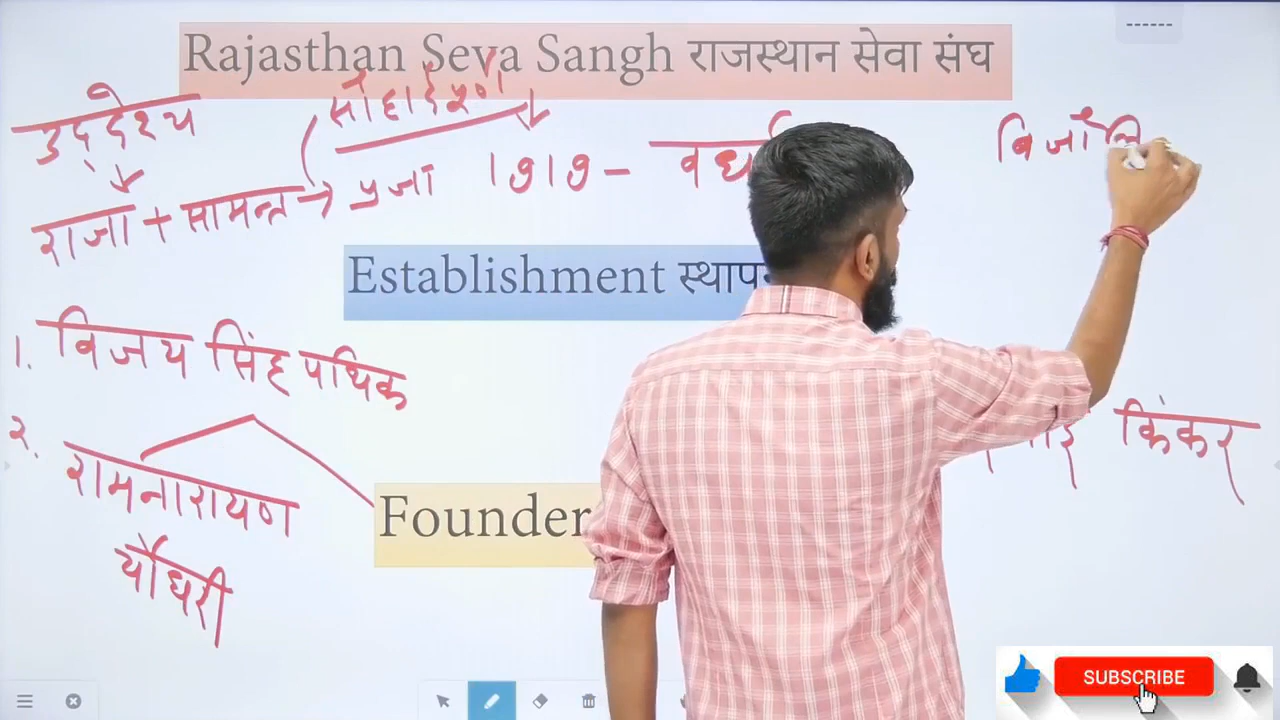 Rajasthan Seva Sangh राजस्थान सेवा संघ
उद्देश्य
सौहार्दपूर्ण
राजा + सामन्त → प्रजा
1919 - वर्धा
बिजौलि
Establishment स्थाप
1. विजय सिंह पथिक
२. रामनारायण
चौधरी
Founder
किंकर
SUBSCRIBE